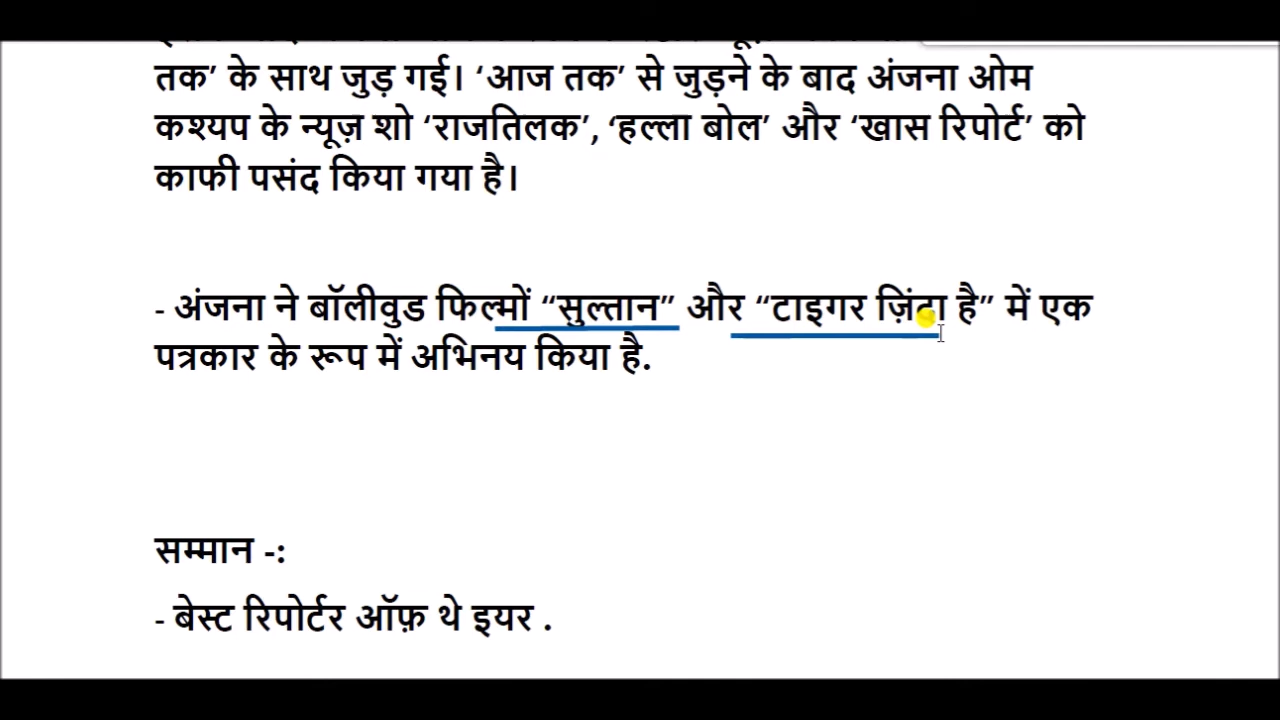 तक’ के साथ जुड़ गई। ‘आज तक’ से जुड़ने के बाद अंजना ओम
कश्यप के न्यूज़ शो ‘राजतिलक’, ‘हल्ला बोल’ और ‘खास रिपोर्ट’ को
काफी पसंद किया गया है।
- अंजना ने बॉलीवुड फिल्मों “सुल्तान” और “टाइगर ज़िंदा है” में एक
पत्रकार के रूप में अभिनय किया है.
सम्मान -:
- बेस्ट रिपोर्टर ऑफ़ थे इयर .